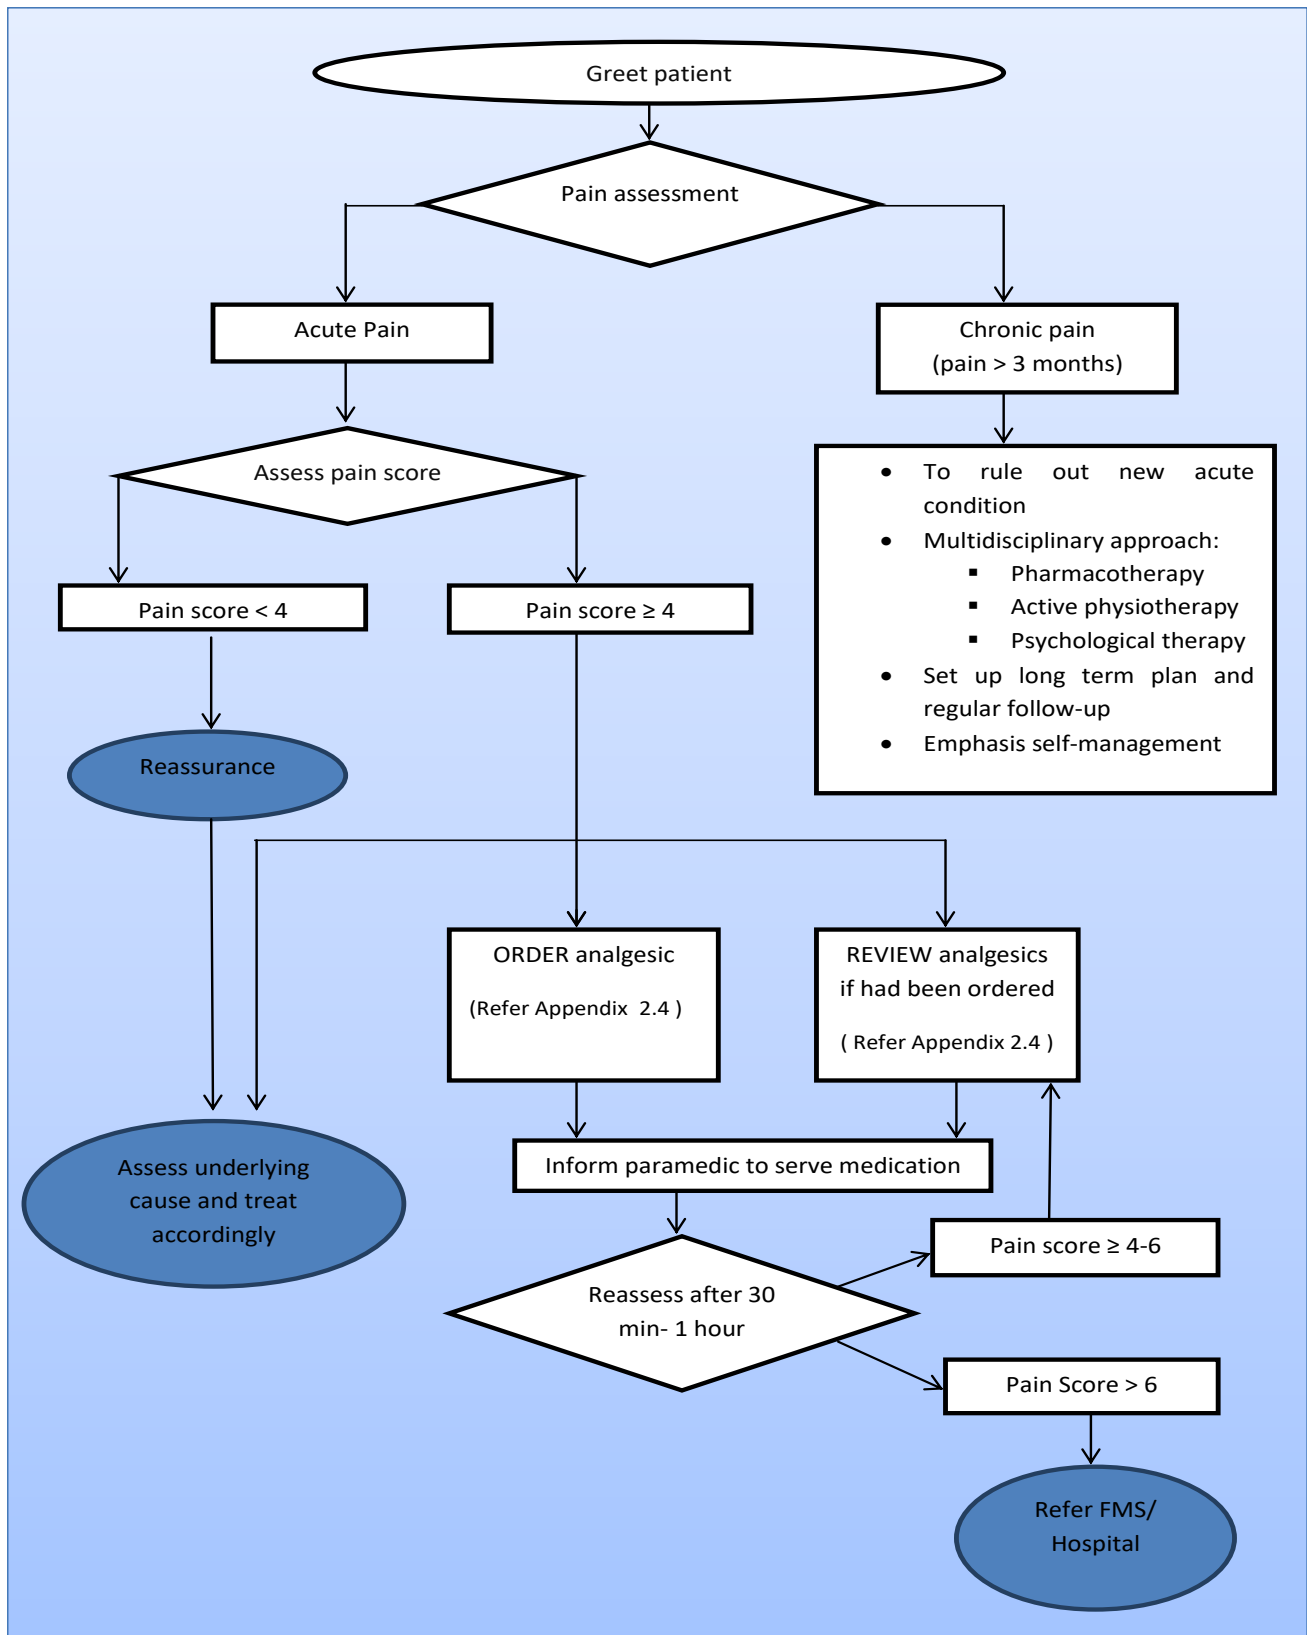 Greet patient
Pain assessment
Acute Pain
Chronic pain
(pain > 3 months)
Assess pain score
• To rule out new acute
condition
• Multidisciplinary approach:
▪ Pharmacotherapy
▪ Active physiotherapy
▪ Psychological therapy
• Set up long term plan and
regular follow-up
• Emphasis self-management
Pain score < 4
Pain score ≥ 4
Reassurance
ORDER analgesic
(Refer Appendix 2.4 )
REVIEW analgesics
if had been ordered
( Refer Appendix 2.4 )
Inform paramedic to serve medication
Assess underlying
cause and treat
accordingly
Pain score ≥ 4-6
Reassess after 30
min- 1 hour
Pain Score > 6
Refer FMS/
Hospital